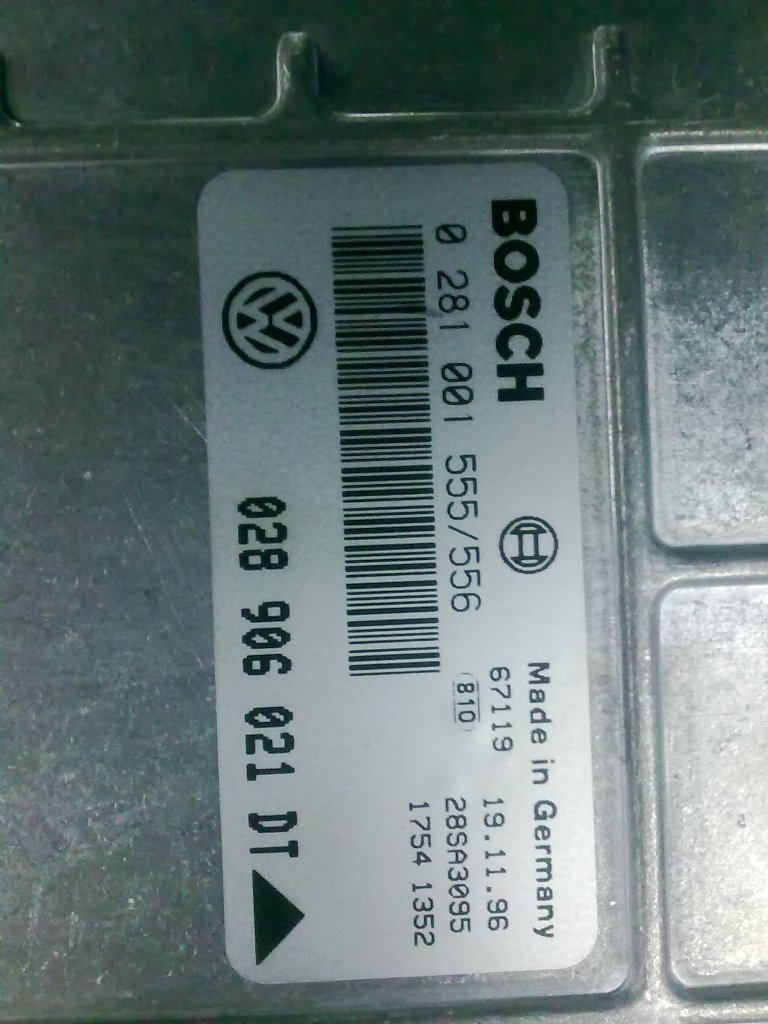 BOSCH
Made in Germany
0 281 001 555/556
67119
19.11.96
810
28SA3095
1754 1352
028 906 021 DT